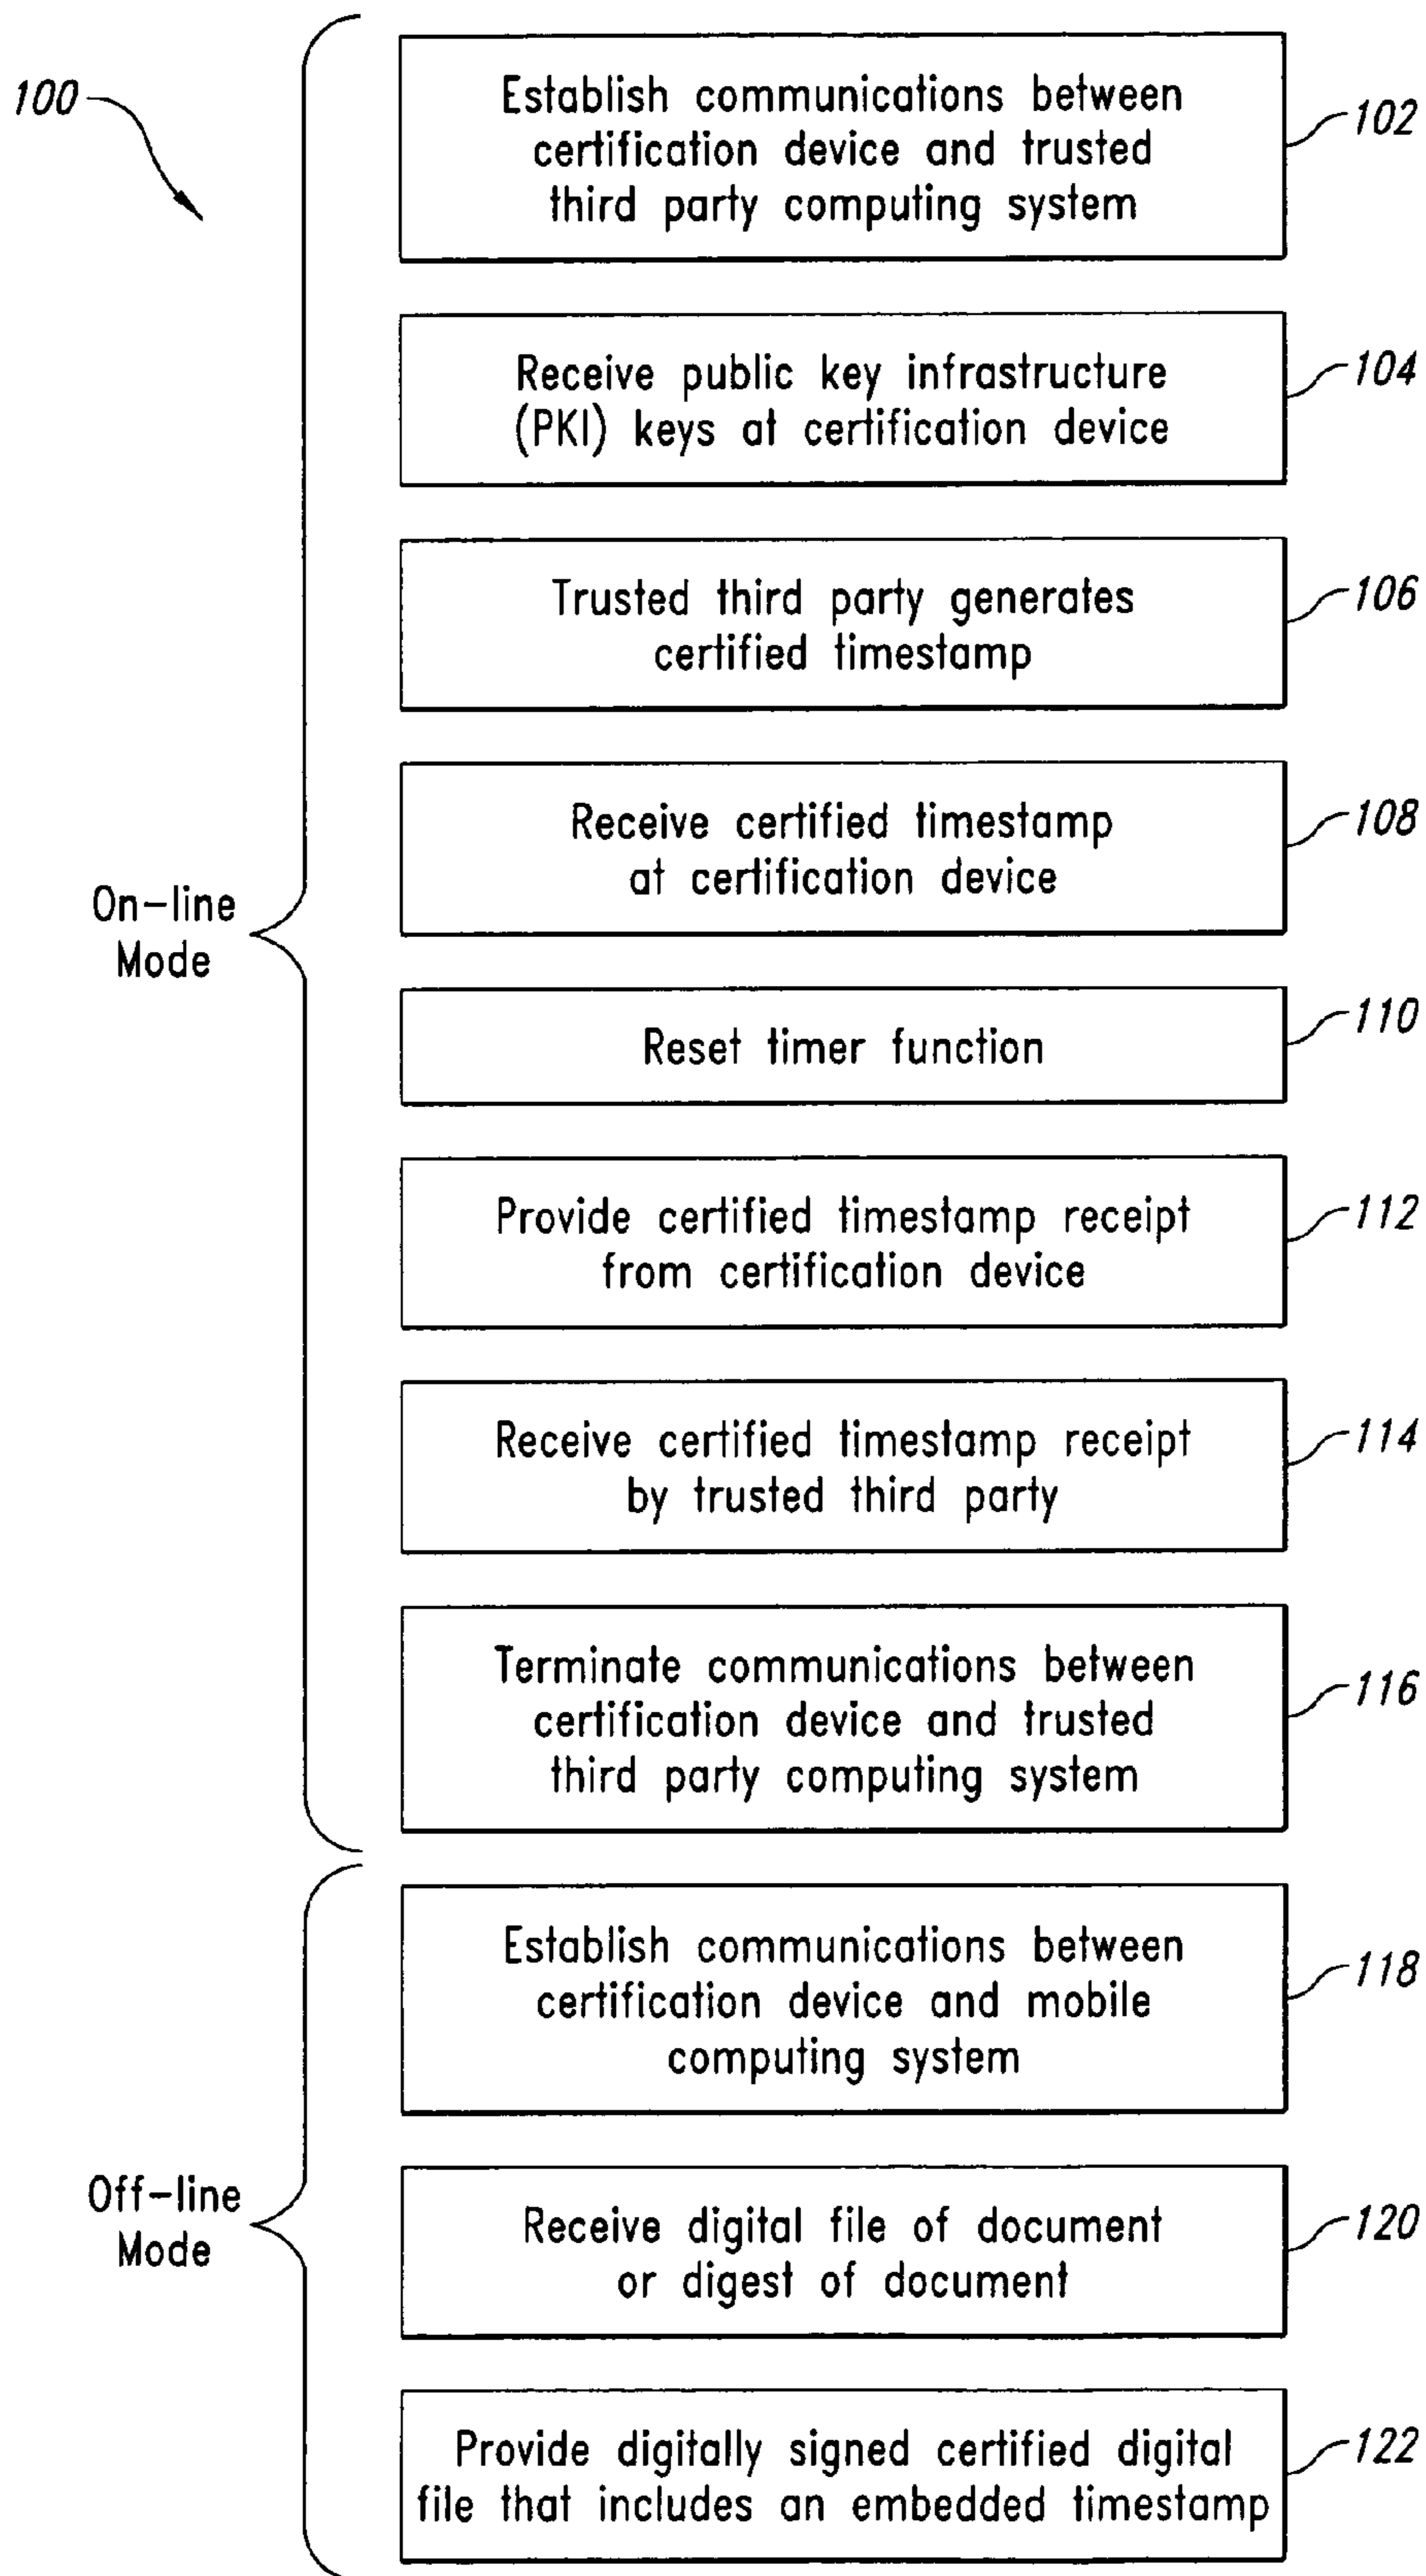 100
Establish communications between
certification device and trusted
third party computing system
102
Receive public key infrastructure
(PKI) keys at certification device
104
Trusted third party generates
certified timestamp
106
Receive certified timestamp
at certification device
108
On-line
Mode
Reset timer function
110
Provide certified timestamp receipt
from certification device
112
Receive certified timestamp receipt
by trusted third party
114
Terminate communications between
certification device and trusted
third party computing system
116
Establish communications between
certification device and mobile
computing system
118
Off-line
Mode
Receive digital file of document
or digest of document
120
Provide digitally signed certified digital
file that includes an embedded timestamp
122